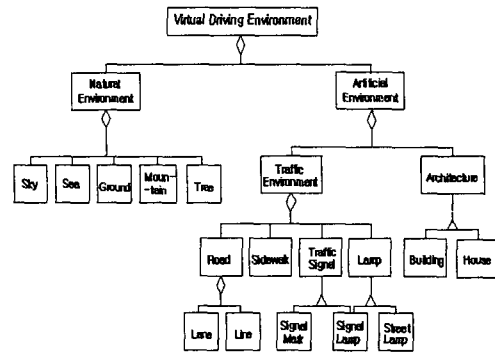 Virtual Driving Environment
Natural
Environment
Artificial
Environment
Sky
Sea
Ground
Moun-
-tain
Tree
Traffic
Environment
Architecture
Road
Sidewalk
Traffic
Signal
Lamp
Building
House
Lane
Line
Signal
Mark
Signal
Lamp
Street
Lamp